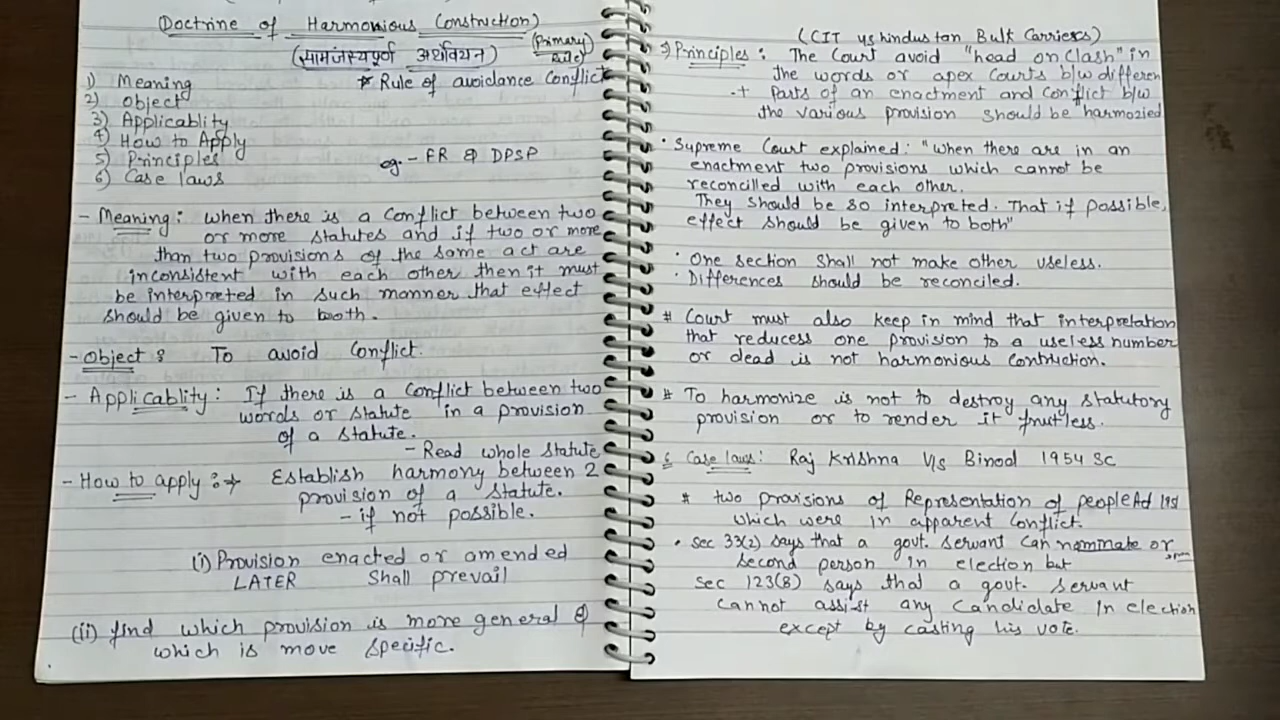 Doctrine of Harmonious Construction)
(सामंजस्यपूर्ण अर्थान्वयन) (Primary Rule)
* Rule of avoidance Conflict
1) Meaning
2) Object
3) Applicablity
4) How to Apply
5) Principles
6) Case laws
eg:- FR & DPSP
- Meaning: when there is a Conflict between two
or more statutes and if two or more
than two provisions of the same act are
inconsistent with each other then it must
be interpreted in such manner that effect
should be given to both.
- Object: To avoid Conflict.
- Applicablity: If there is a Conflict between two
words or statute in a provision
of a statute.
- Read whole statute
- How to apply: → Establish harmony between 2
provision of a statute.
- if not possible.
(i) Provision enacted or amended
LATER shall prevail
(ii) find which provision is more general &
which is move specific.
(CIT vs hindustan Bulk Carriers)
5) Principles: The Court avoid "head on Clash" in
the words or apex Courts b/w differen
-t parts of an enactment and conflict b/w
the various provision should be harmozied
• Supreme Court explained: "when there are in an
enactment two provisions which cannot be
reconcilled with each other.
They should be so interpreted. That if possible,
effect should be given to both"
• One section shall not make other useless.
• Differences should be reconciled.
# Court must also keep in mind that interpretation
that reducess one provision to a useless number
or dead is not harmonious contruction.
# To harmonize is not to destroy any statutory
provision or to render it fruitless.
6 Case laws: Raj Krishna V/s Binod 1954 SC
# two provisions of Representation of people Act 1951
which were in apparent Conflict.
• sec 33(2) says that a govt. servant can nominate or
second person in election but
sec 123(8) says that a govt. servant
cannot assist any candidate in election
except by casting his vote.